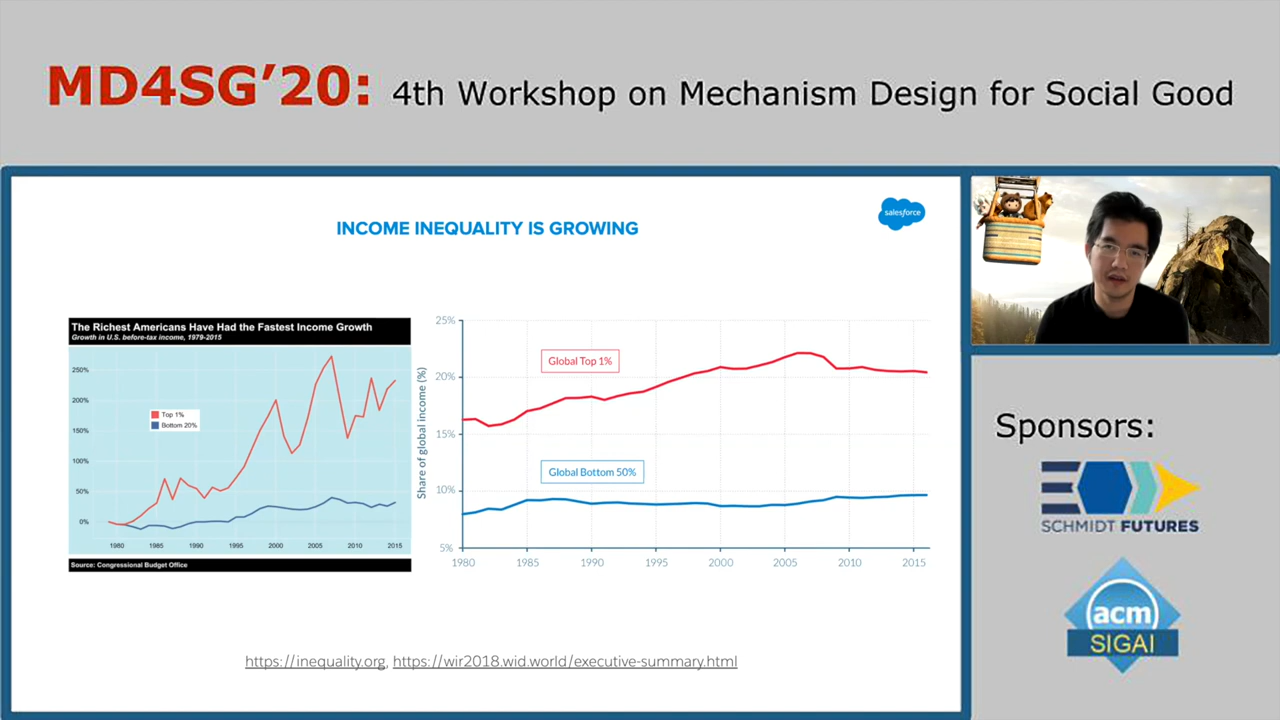 MD4SG'20: 4th Workshop on Mechanism Design for Social Good
INCOME INEQUALITY IS GROWING
salesforce
The Richest Americans Have Had the Fastest Income Growth
Growth in U.S. before-tax income, 1979-2015
250%
200%
150%
100%
50%
0%
Top 1%
Bottom 20%
1980 1985 1990 1995 2000 2005 2010 2015
Source: Congressional Budget Office
Share of global income (%)
25%
20%
15%
10%
5%
Global Top 1%
Global Bottom 50%
1980 1985 1990 1995 2000 2005 2010 2015
https://inequality.org, https://wir2018.wid.world/executive-summary.html
Sponsors:
SCHMIDT FUTURES
acm
SIGAI